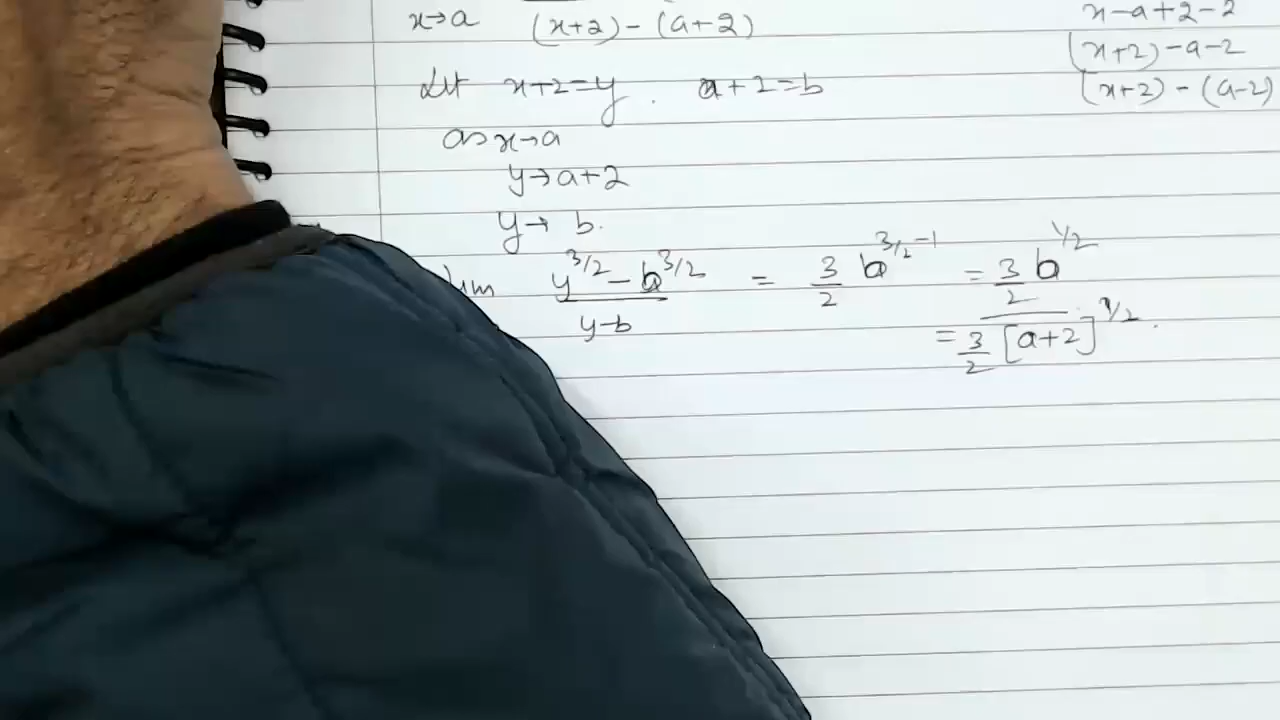 x→a (x+2)-(a+2)
x-a+2-2
(x+2)-a-2
(x+2)-(a-2)
Let x+2=y. a+2=b
as x→a
y→a+2
y→ b.
lim y^3/2 - b^3/2 / y-b = 3/2 b^3/2-1 = 3/2 b^1/2
= 3/2 [a+2]^1/2.